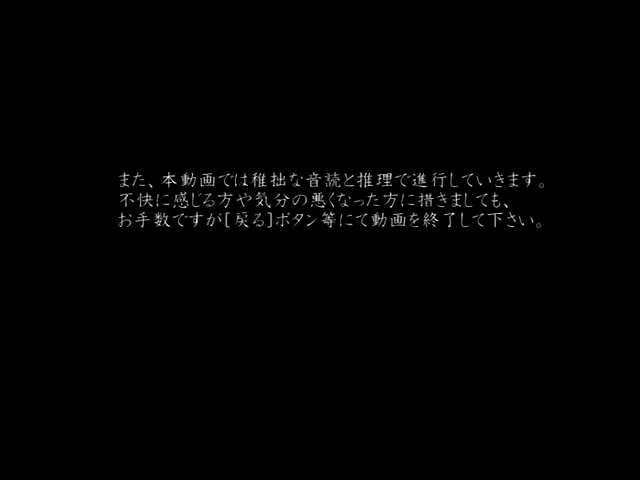 また、本動画では稚拙な音読と推理で進行していきます。
不快に感じる方や気分の悪くなった方に措きましても、
お手数ですが[戻る]ボタン等にて動画を終了して下さい。